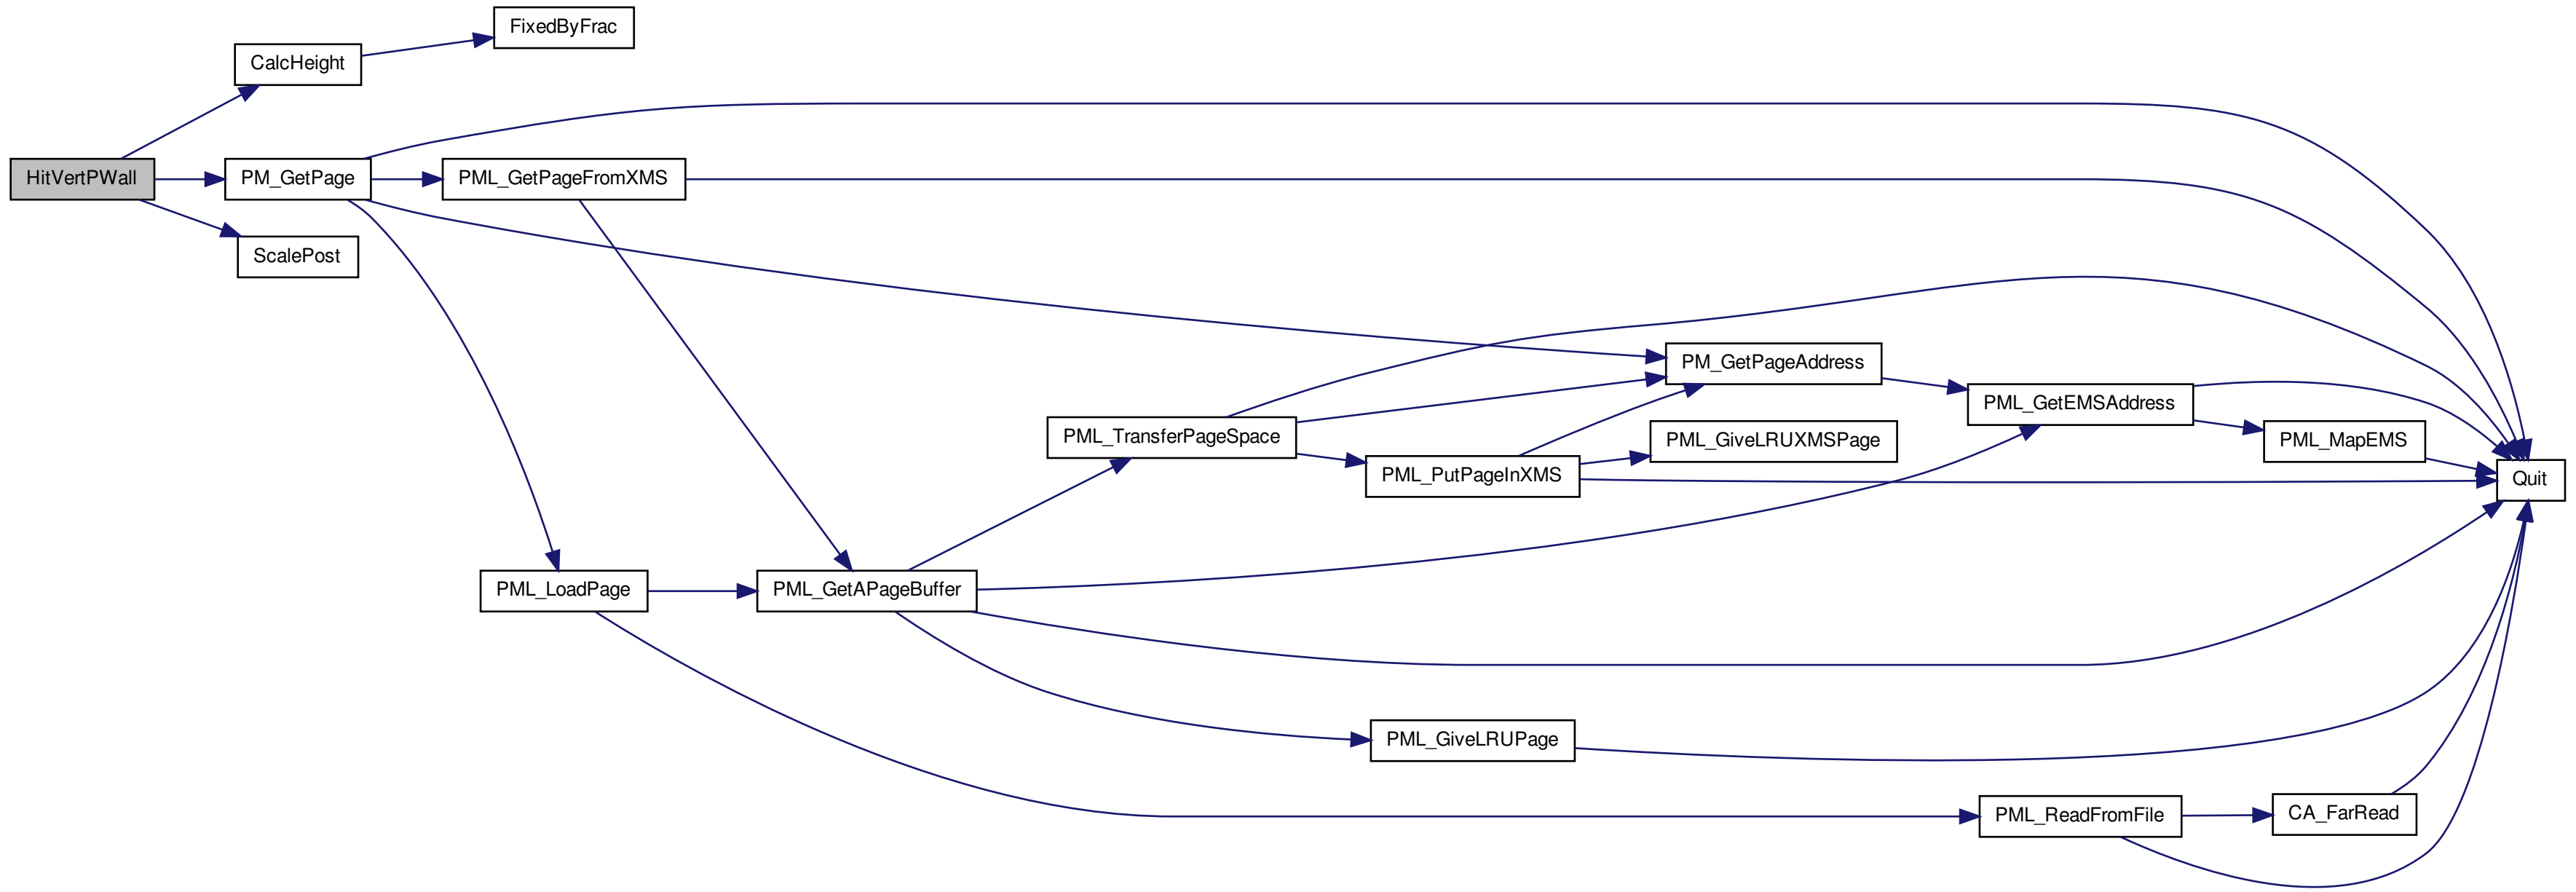 FixedByFrac
CalcHeight
HitVertPWall
PM_GetPage
PML_GetPageFromXMS
ScalePost
PM_GetPageAddress
PML_GetEMSAddress
PML_TransferPageSpace
PML_GiveLRUXMSPage
PML_MapEMS
PML_PutPageInXMS
Quit
PML_LoadPage
PML_GetAPageBuffer
PML_GiveLRUPage
PML_ReadFromFile
CA_FarRead